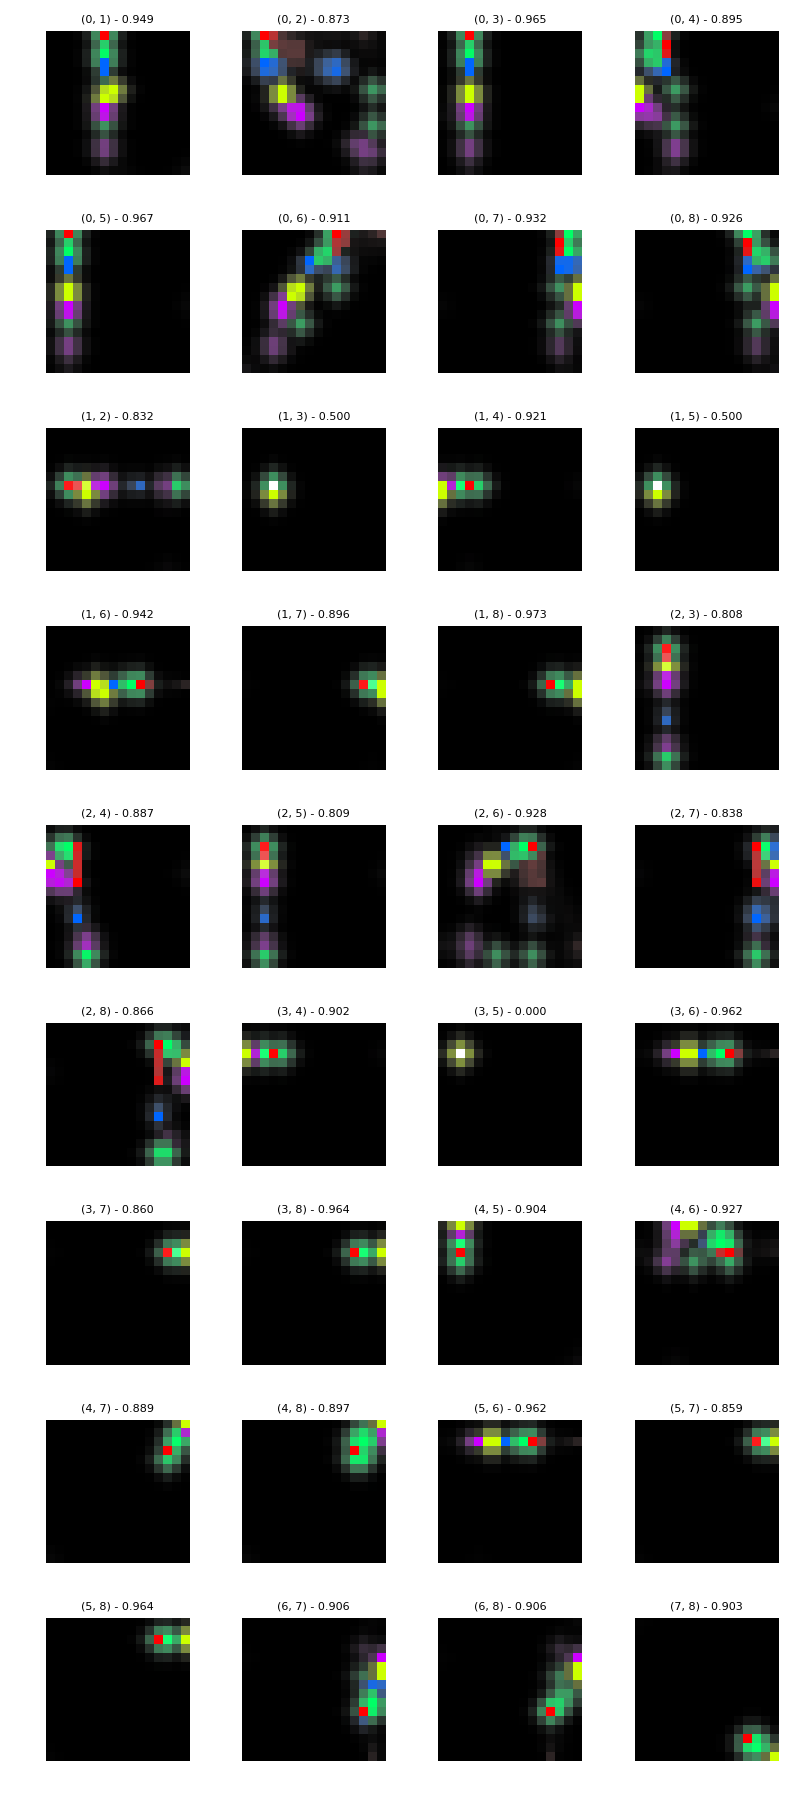 (0, 1) - 0.949 (0, 2) - 0.873 (0, 3) - 0.965 (0, 4) - 0.895
(0, 5) - 0.967 (0, 6) - 0.911 (0, 7) - 0.932 (0, 8) - 0.926
(1, 2) - 0.832 (1, 3) - 0.500 (1, 4) - 0.921 (1, 5) - 0.500
(1, 6) - 0.942 (1, 7) - 0.896 (1, 8) - 0.973 (2, 3) - 0.808
(2, 4) - 0.887 (2, 5) - 0.809 (2, 6) - 0.928 (2, 7) - 0.838
(2, 8) - 0.866 (3, 4) - 0.902 (3, 5) - 0.000 (3, 6) - 0.962
(3, 7) - 0.860 (3, 8) - 0.964 (4, 5) - 0.904 (4, 6) - 0.927
(4, 7) - 0.889 (4, 8) - 0.897 (5, 6) - 0.962 (5, 7) - 0.859
(5, 8) - 0.964 (6, 7) - 0.906 (6, 8) - 0.906 (7, 8) - 0.903